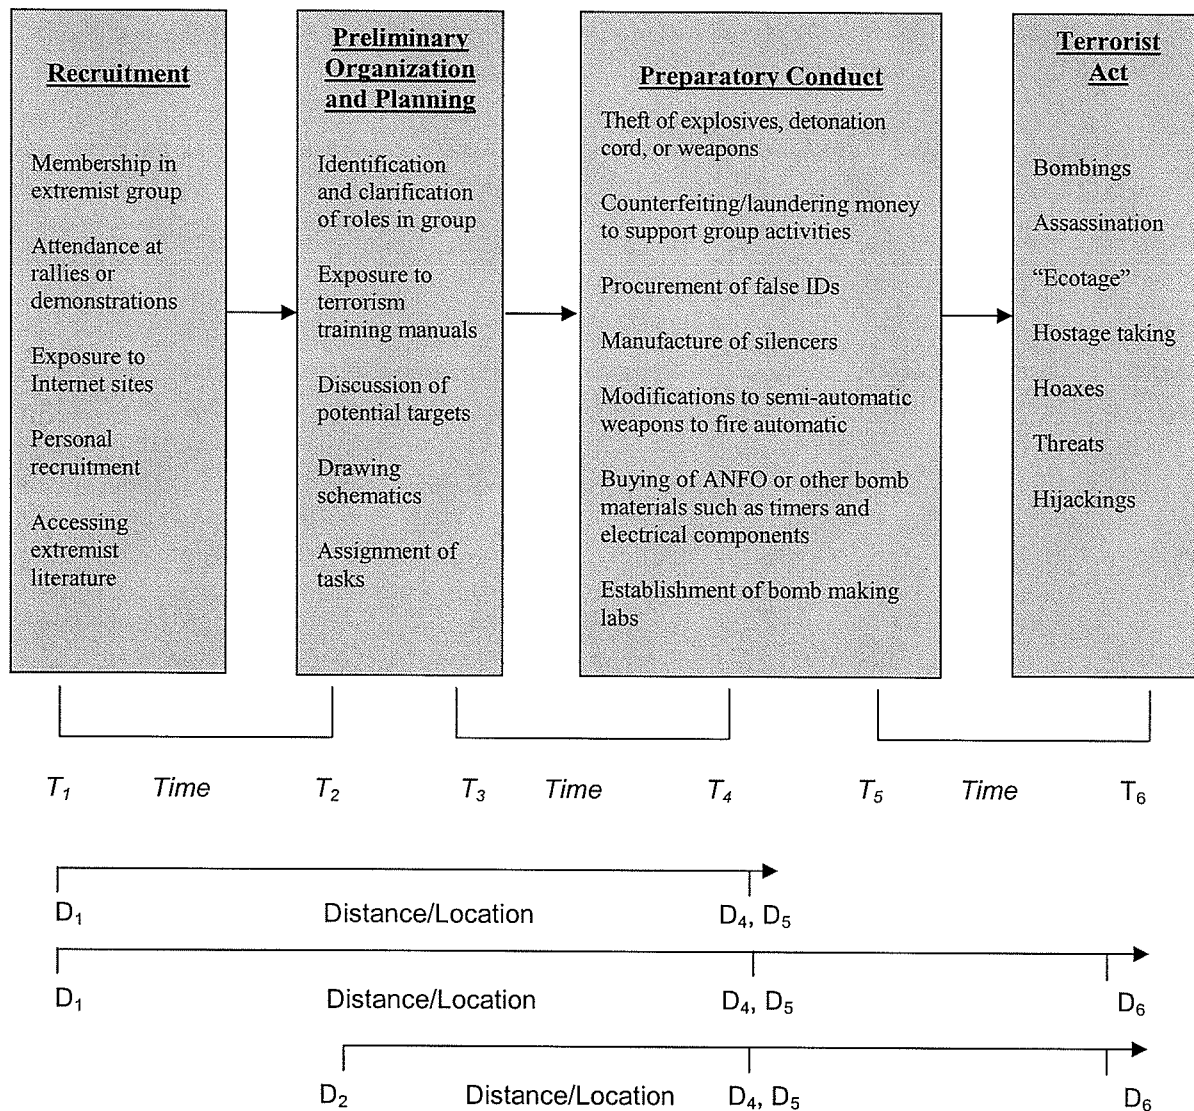 Recruitment
Membership in
extremist group
Attendance at
rallies or
demonstrations
Exposure to
Internet sites
Personal
recruitment
Accessing
extremist
literature
Preliminary
Organization
and Planning
Identification
and clarification
of roles in group
Exposure to
terrorism
training manuals
Discussion of
potential targets
Drawing
schematics
Assignment of
tasks
Preparatory Conduct
Theft of explosives, detonation
cord, or weapons
Counterfeiting/laundering money
to support group activities
Procurement of false IDs
Manufacture of silencers
Modifications to semi-automatic
weapons to fire automatic
Buying of ANFO or other bomb
materials such as timers and
electrical components
Establishment of bomb making
labs
Terrorist
Act
Bombings
Assassination
“Ecotage”
Hostage taking
Hoaxes
Threats
Hijackings
T₁ Time T₂ T₃ Time T₄ T₅ Time T₆
D₁ Distance/Location D₄, D₅
D₁ Distance/Location D₄, D₅ D₆
D₂ Distance/Location D₄, D₅ D₆